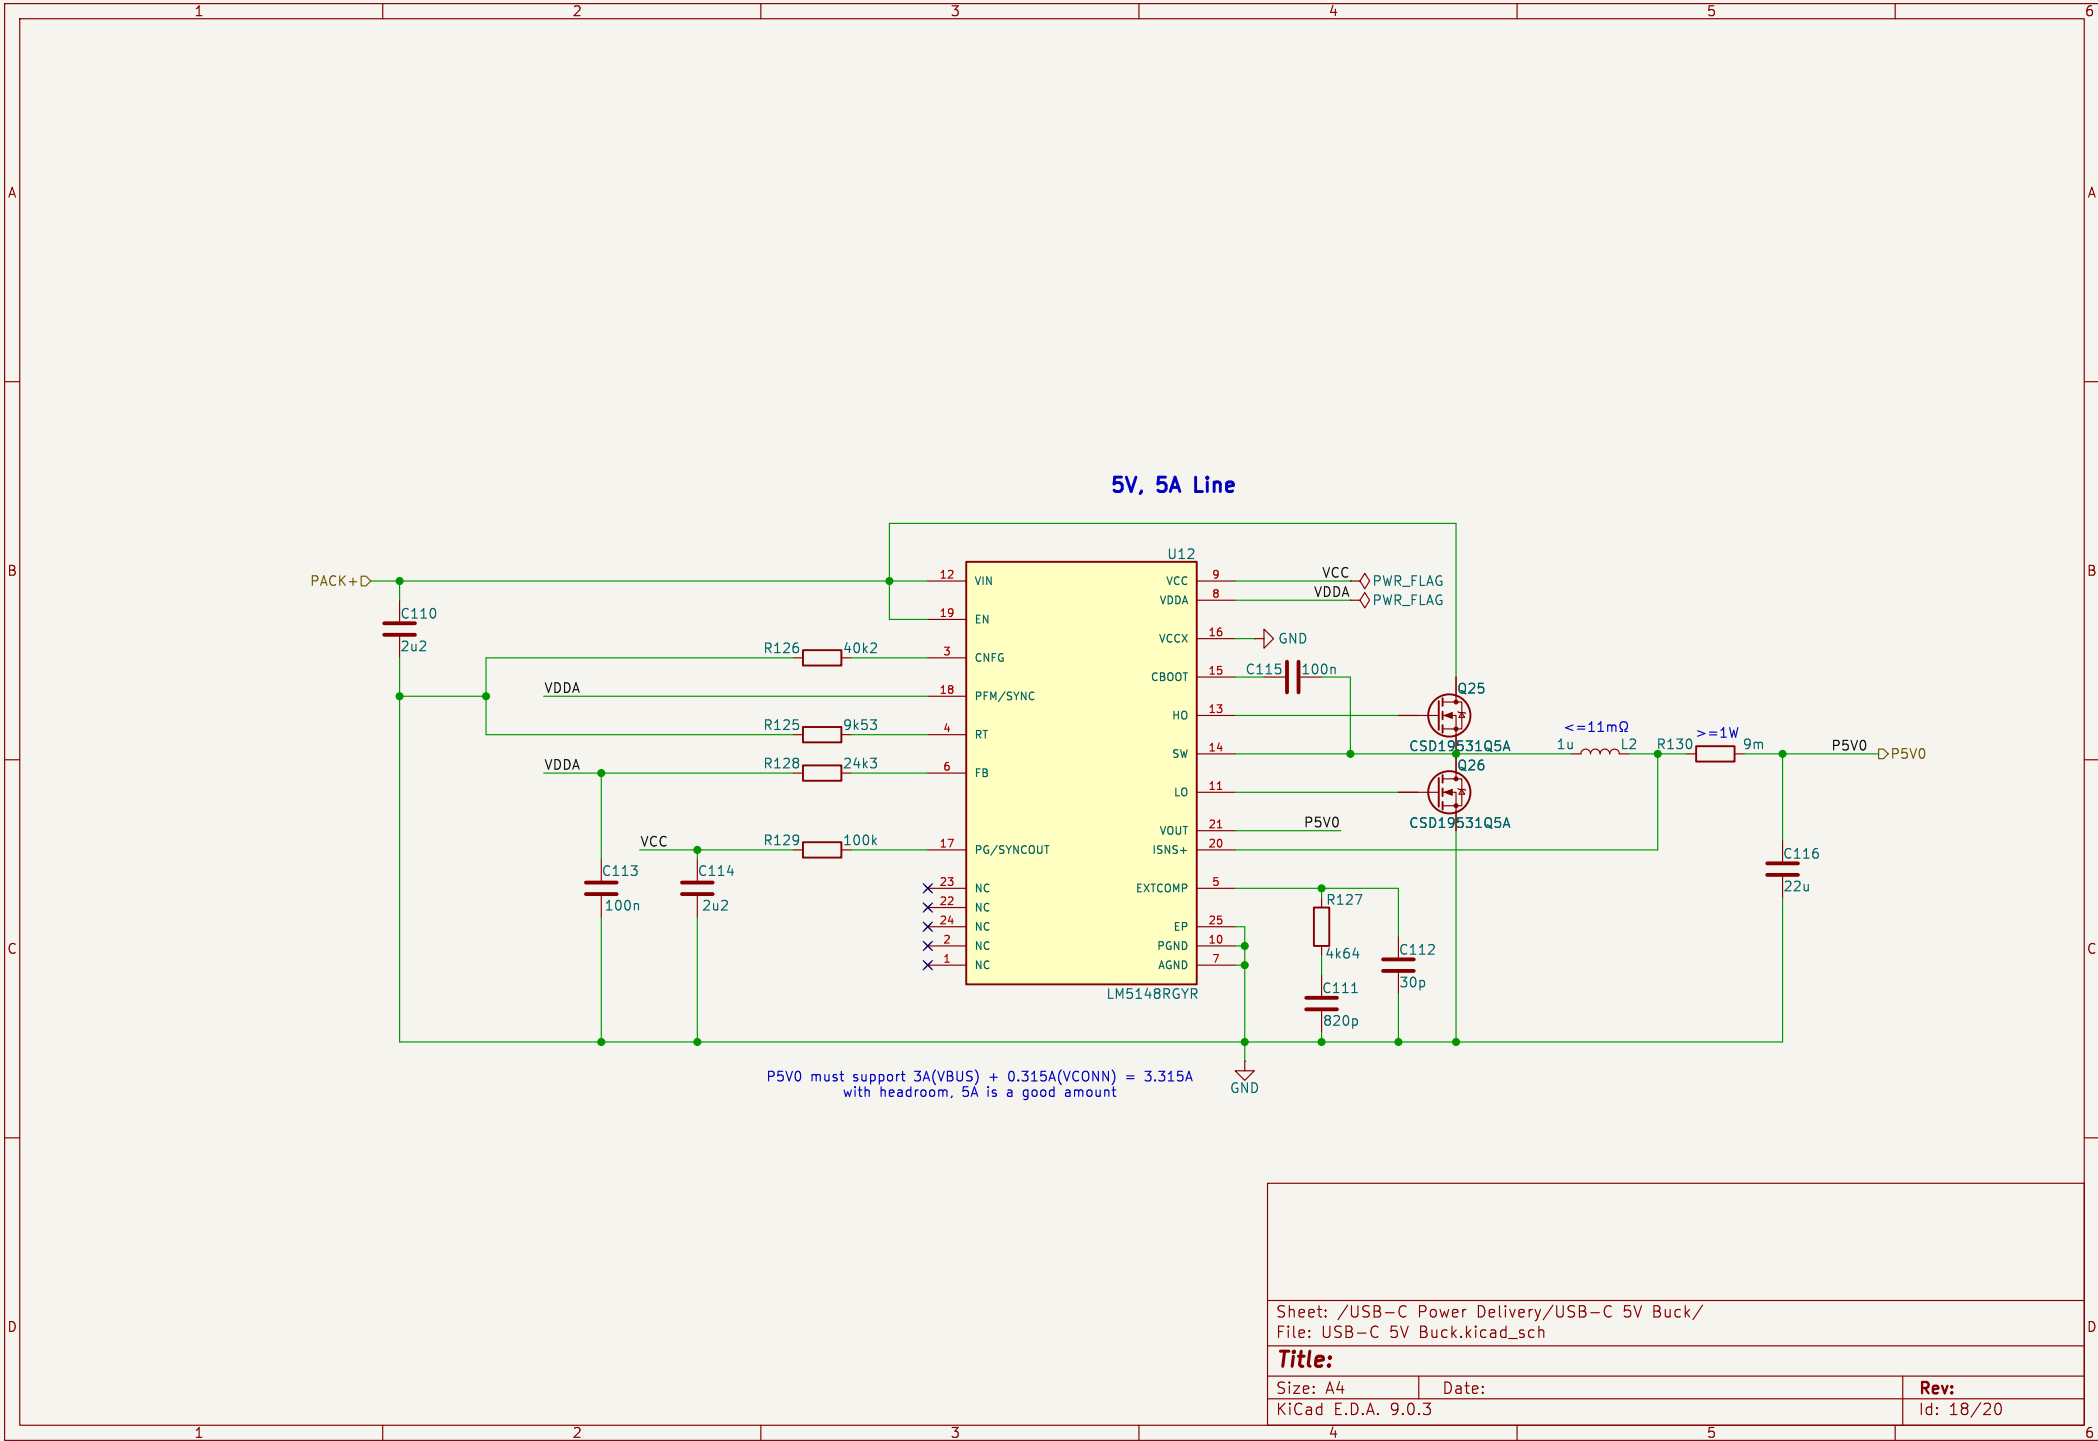 1 2 3 4 5 6
A A
5V, 5A Line
B B
PACK+
U12
12 VIN
19 EN
3 CNFG
18 PFM/SYNC
4 RT
6 FB
17 PG/SYNCOUT
23 NC
22 NC
24 NC
2 NC
1 NC
VCC 9
VDDA 8
VCCX 16
CBOOT 15
HO 13
SW 14
LO 11
VOUT 21
ISNS+ 20
EXTCOMP 5
EP 25
PGND 10
AGND 7
LM5148RGYR
VCC PWR_FLAG
VDDA PWR_FLAG
GND
C110
2u2
R126 40k2
VDDA
R125 9k53
VDDA
R128 24k3
VCC
R129 100k
C113
100n
C114
2u2
C115 100n
Q25
CSD19531Q5A
Q26
CSD19531Q5A
<=11mΩ
1u L2
>=1W
R130 9m
P5V0
P5V0
P5V0
C116
22u
R127
4k64
C112
30p
C111
820p
GND
C C
P5V0 must support 3A(VBUS) + 0.315A(VCONN) = 3.315A
with headroom, 5A is a good amount
D D
Sheet: /USB-C Power Delivery/USB-C 5V Buck/
File: USB-C 5V Buck.kicad_sch
Title:
Size: A4 Date: Rev:
KiCad E.D.A. 9.0.3 Id: 18/20
1 2 3 4 5 6